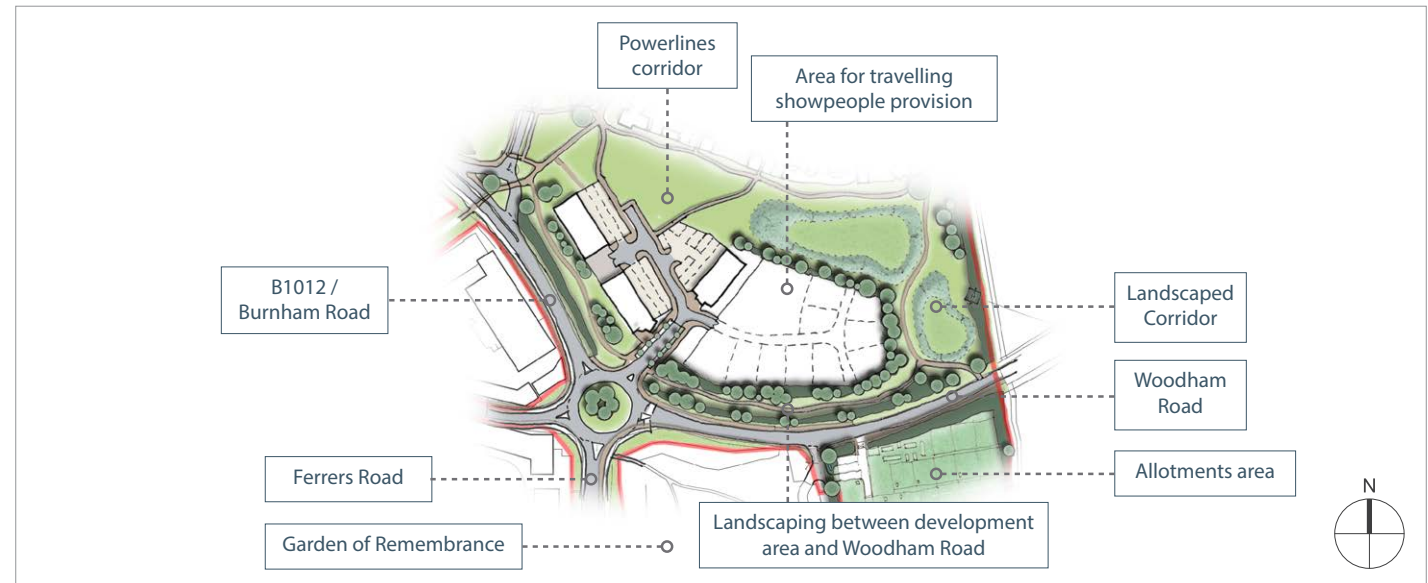 Powerlines
corridor
Area for travelling
showpeople provision
B1012 /
Burnham Road
Landscaped
Corridor
Woodham
Road
Ferrers Road
Allotments area
Garden of Remembrance
Landscaping between development
area and Woodham Road
N